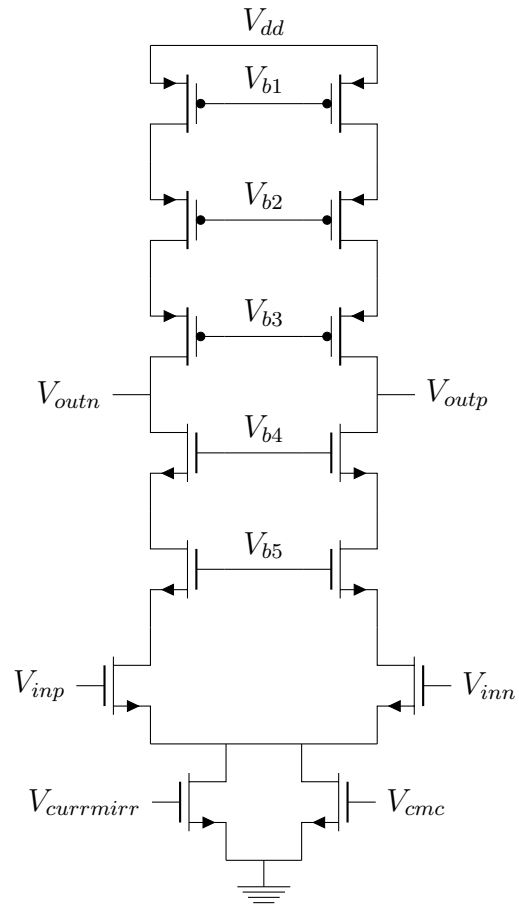 V_{dd}
V_{b1}
V_{b2}
V_{b3}
V_{outn} V_{outp}
V_{b4}
V_{b5}
V_{inp} V_{inn}
V_{currmirr} V_{cmc}